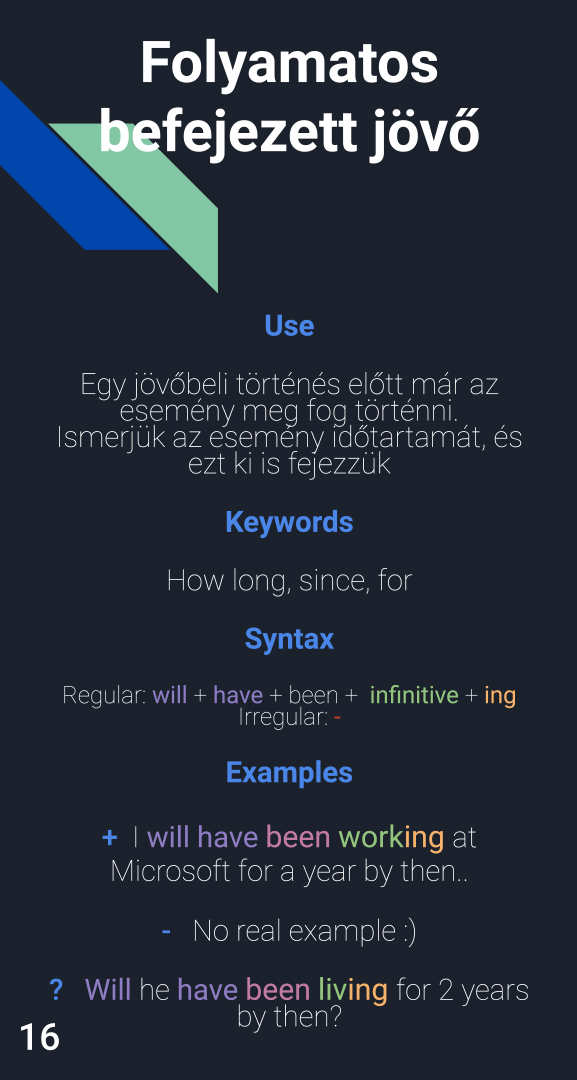 Folyamatos
befejezett jövő
Use
Egy jövőbeli történés előtt már az
esemény meg fog történni.
Ismerjük az esemény időtartamát, és
ezt ki is fejezzük
Keywords
How long, since, for
Syntax
Regular: will + have + been + infinitive + ing
Irregular: -
Examples
+ I will have been working at
Microsoft for a year by then..
- No real example :)
? Will he have been living for 2 years
by then?
16